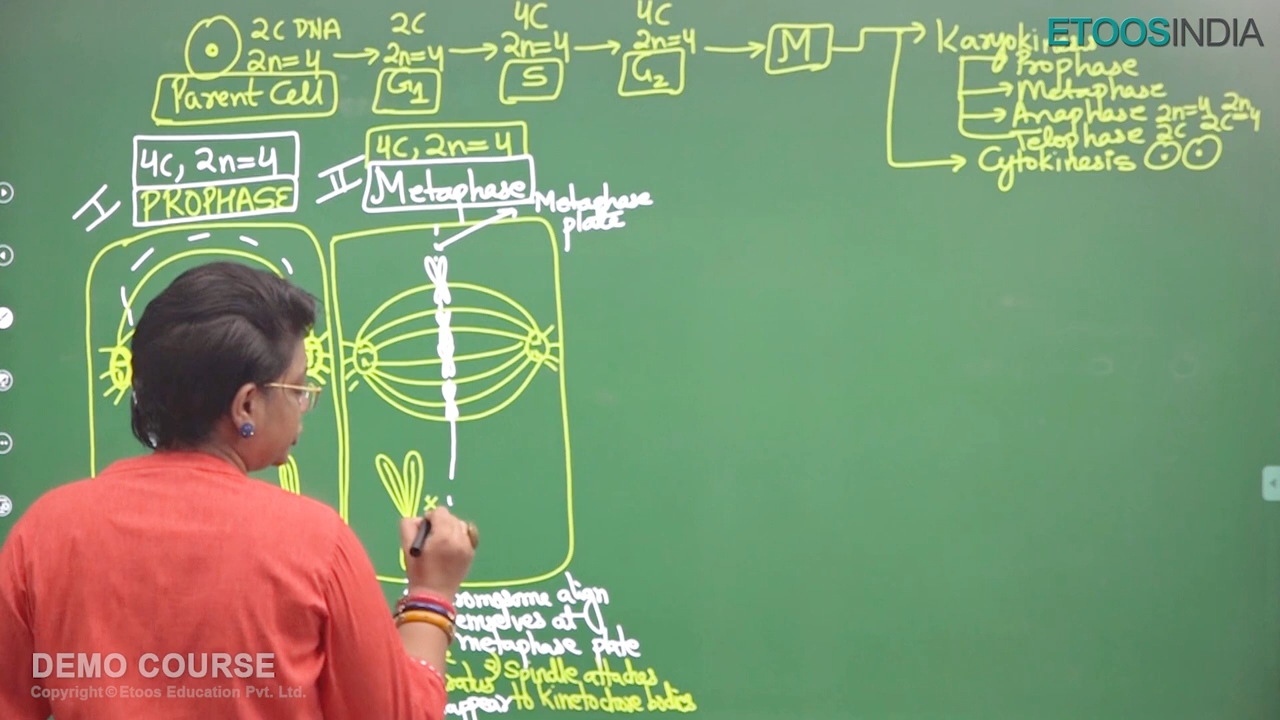 2C DNA
2n=4
Parent Cell
2C
2n=4
G1
4C
2n=4
S
4C
2n=4
G2
M
Karyokinesis
Prophase
Metaphase
Anaphase 2n=4 2n=4
Telophase 2C 2C
Cytokinesis
ETOOSINDIA
I
4C, 2n=4
PROPHASE
II
4C, 2n=4
Metaphase
Metaphase
plate
align
at
metaphase plate
2) Spindle attaches
to Kinetochore bodies
DEMO COURSE
Copyright © Etoos Education Pvt. Ltd.